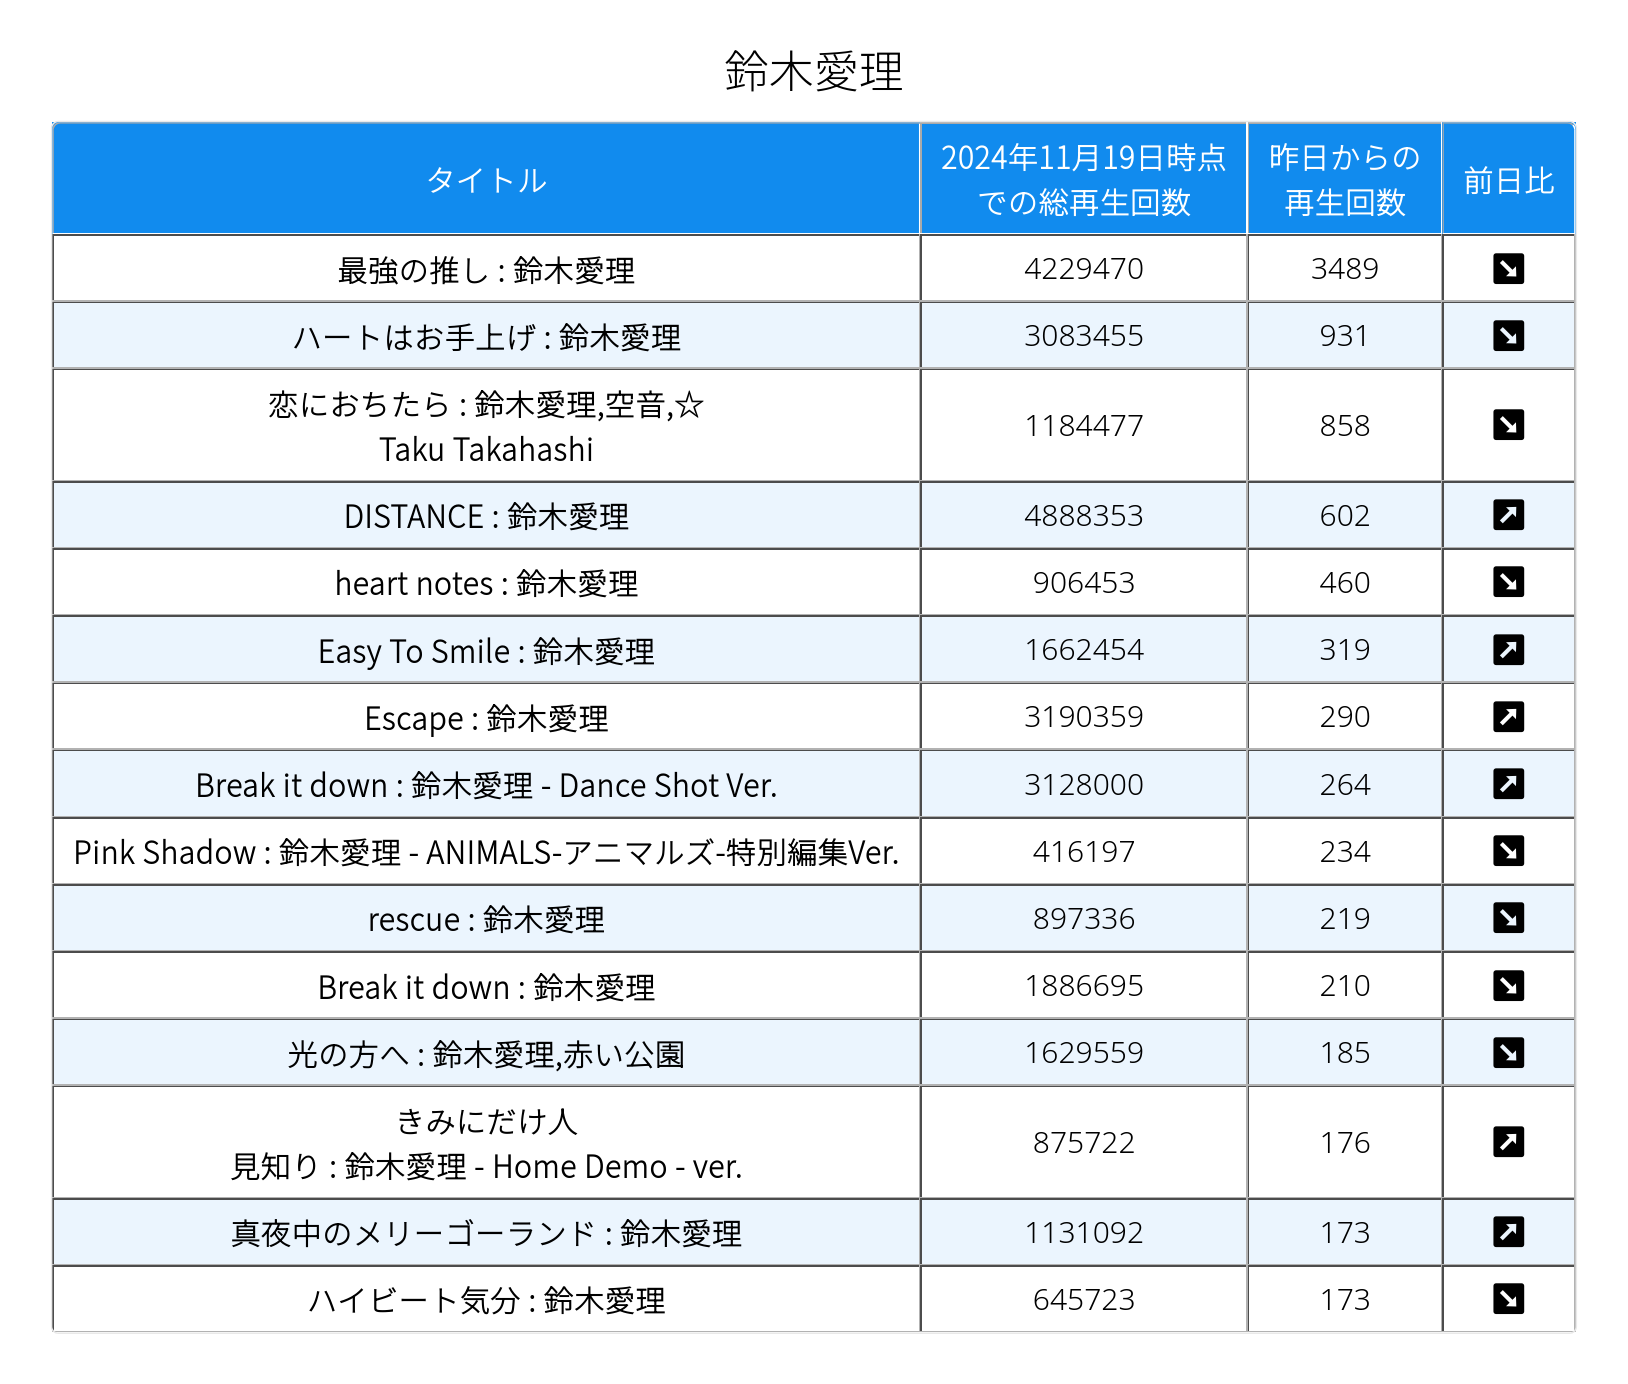 鈴木愛理
タイトル
2024年11月19日時点
での総再生回数
昨日からの
再生回数
前日比
最強の推し : 鈴木愛理 4229470 3489 ↘
ハートはお手上げ : 鈴木愛理 3083455 931 ↘
恋におちたら : 鈴木愛理,空音,☆
Taku Takahashi 1184477 858 ↘
DISTANCE : 鈴木愛理 4888353 602 ↗
heart notes : 鈴木愛理 906453 460 ↘
Easy To Smile : 鈴木愛理 1662454 319 ↗
Escape : 鈴木愛理 3190359 290 ↗
Break it down : 鈴木愛理 - Dance Shot Ver. 3128000 264 ↗
Pink Shadow : 鈴木愛理 - ANIMALS-アニマルズ-特別編集Ver. 416197 234 ↘
rescue : 鈴木愛理 897336 219 ↘
Break it down : 鈴木愛理 1886695 210 ↘
光の方へ : 鈴木愛理,赤い公園 1629559 185 ↘
きみにだけ人
見知り : 鈴木愛理 - Home Demo - ver. 875722 176 ↗
真夜中のメリーゴーランド : 鈴木愛理 1131092 173 ↗
ハイビート気分 : 鈴木愛理 645723 173 ↘